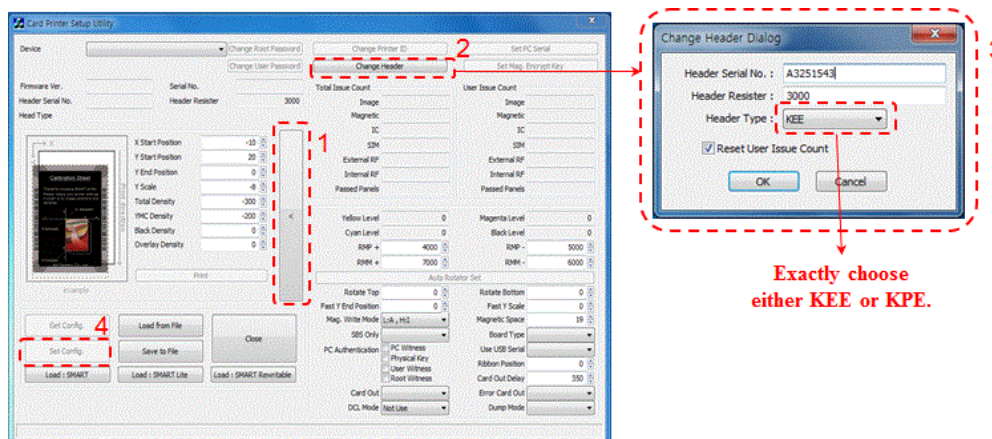 Card Printer Setup Utility
Device
Change Root Password
Change Printer ID
Set PC Serial
2
Change User Password
Change Header
Set Mag. Encrypt Key
Firmware Ver.
Serial No.
Total Issue Count
User Issue Count
Header Serial No.
Header Resister
3000
Image
Image
Head Type
Magnetic
Magnetic
IC
IC
SIM
SIM
External RF
External RF
Internal RF
Internal RF
Passed Panels
Passed Panels
X Start Position
-10
1
Y Start Position
20
Y End Position
0
Y Scale
-8
Total Density
-300
YMC Density
-200
<
Black Density
0
Overlay Density
0
X
Calibration Sheet
Print
example
Yellow Level
0
Magenta Level
0
Cyan Level
0
Black Level
0
RMP +
4000
RMP -
5000
RMM +
7000
RMM -
6000
Auto Rotator Set
Rotate Top
0
Rotate Bottom
0
Fast Y End Position
0
Fast Y Scale
0
Mag. Write Mode
L:A , H:I
Magnetic Space
19
SBS Only
Board Type
PC Authentication
PC Witness
Use USB Serial
Physical Key
User Witness
Ribbon Position
0
Root Witness
Card Out Delay
350
Card Out
Error Card Out
DCL Mode
Not Use
Dump Mode
Get Config.
4
Load from File
Close
Set Config.
Save to File
Load : SMART
Load : SMART Lite
Load : SMART Rewritable
Change Header Dialog
Header Serial No. :
A3251543
Header Resister :
3000
Header Type :
KEE
Reset User Issue Count
OK
Cancel
Exactly choose
either KEE or KPE.